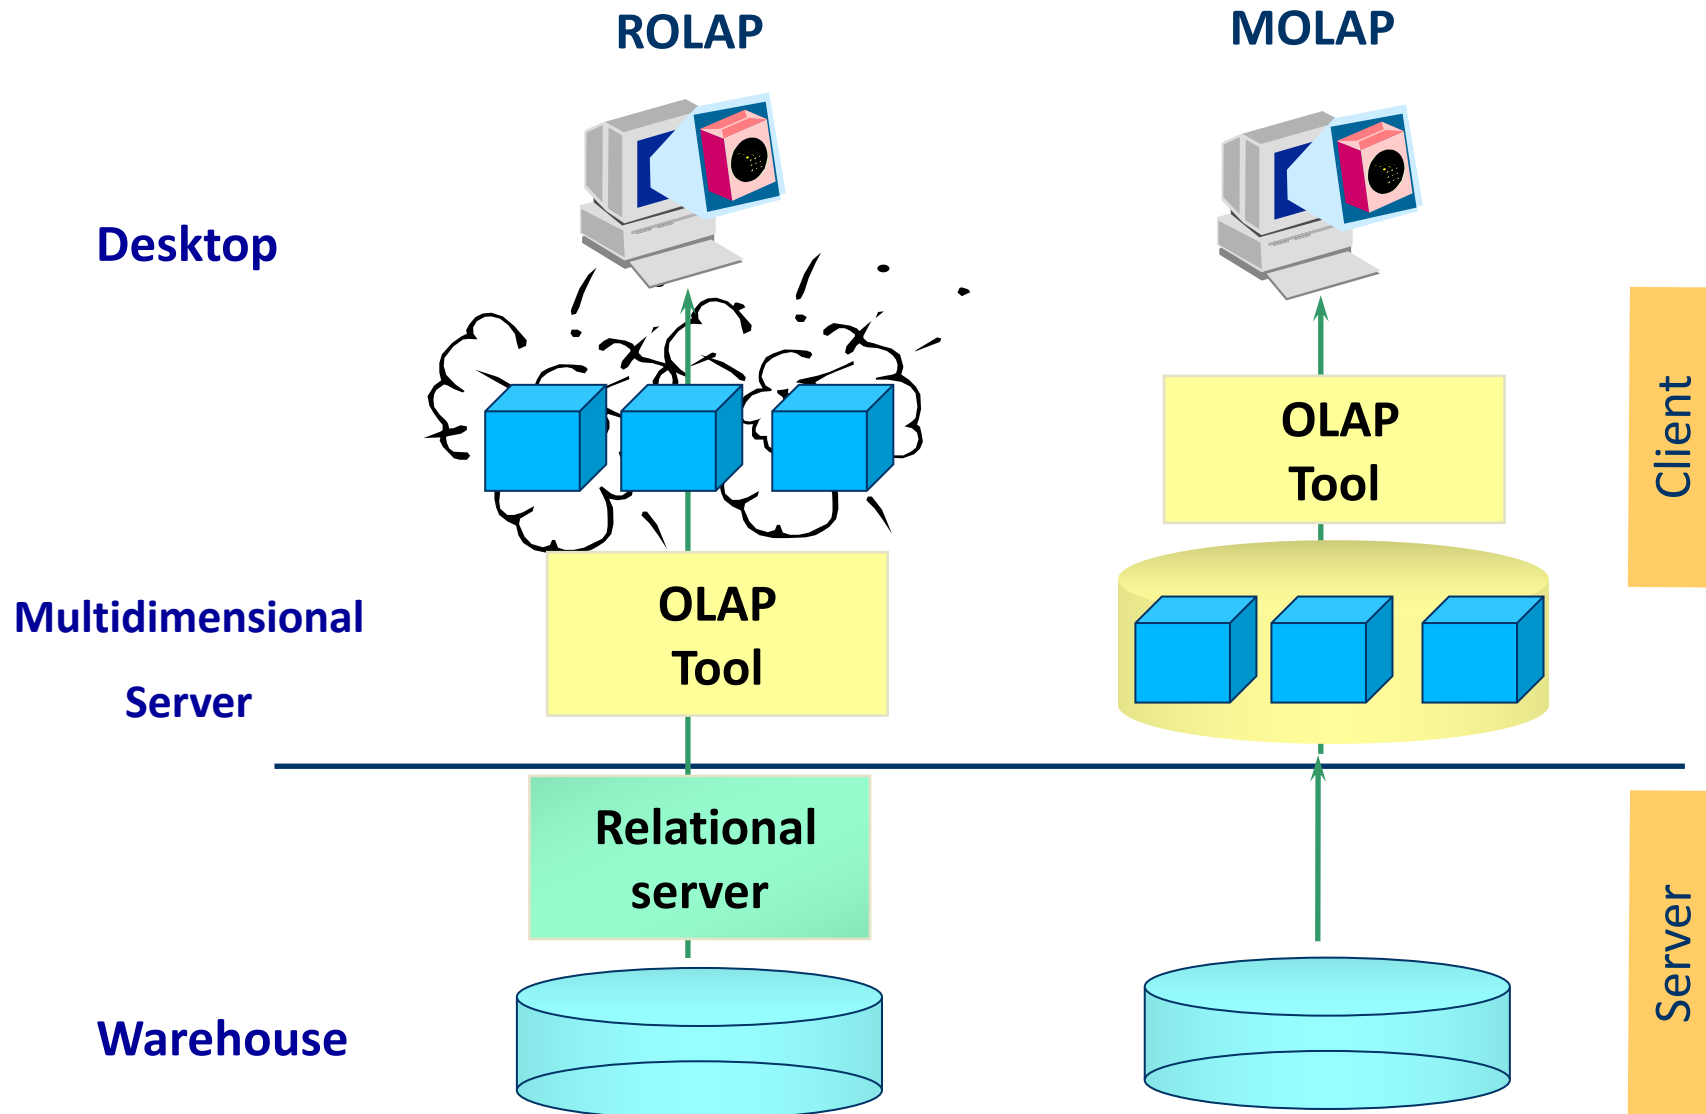 ROLAP
MOLAP
Desktop
OLAP
Tool
Client
Multidimensional
Server
OLAP
Tool
Relational
server
Server
Warehouse